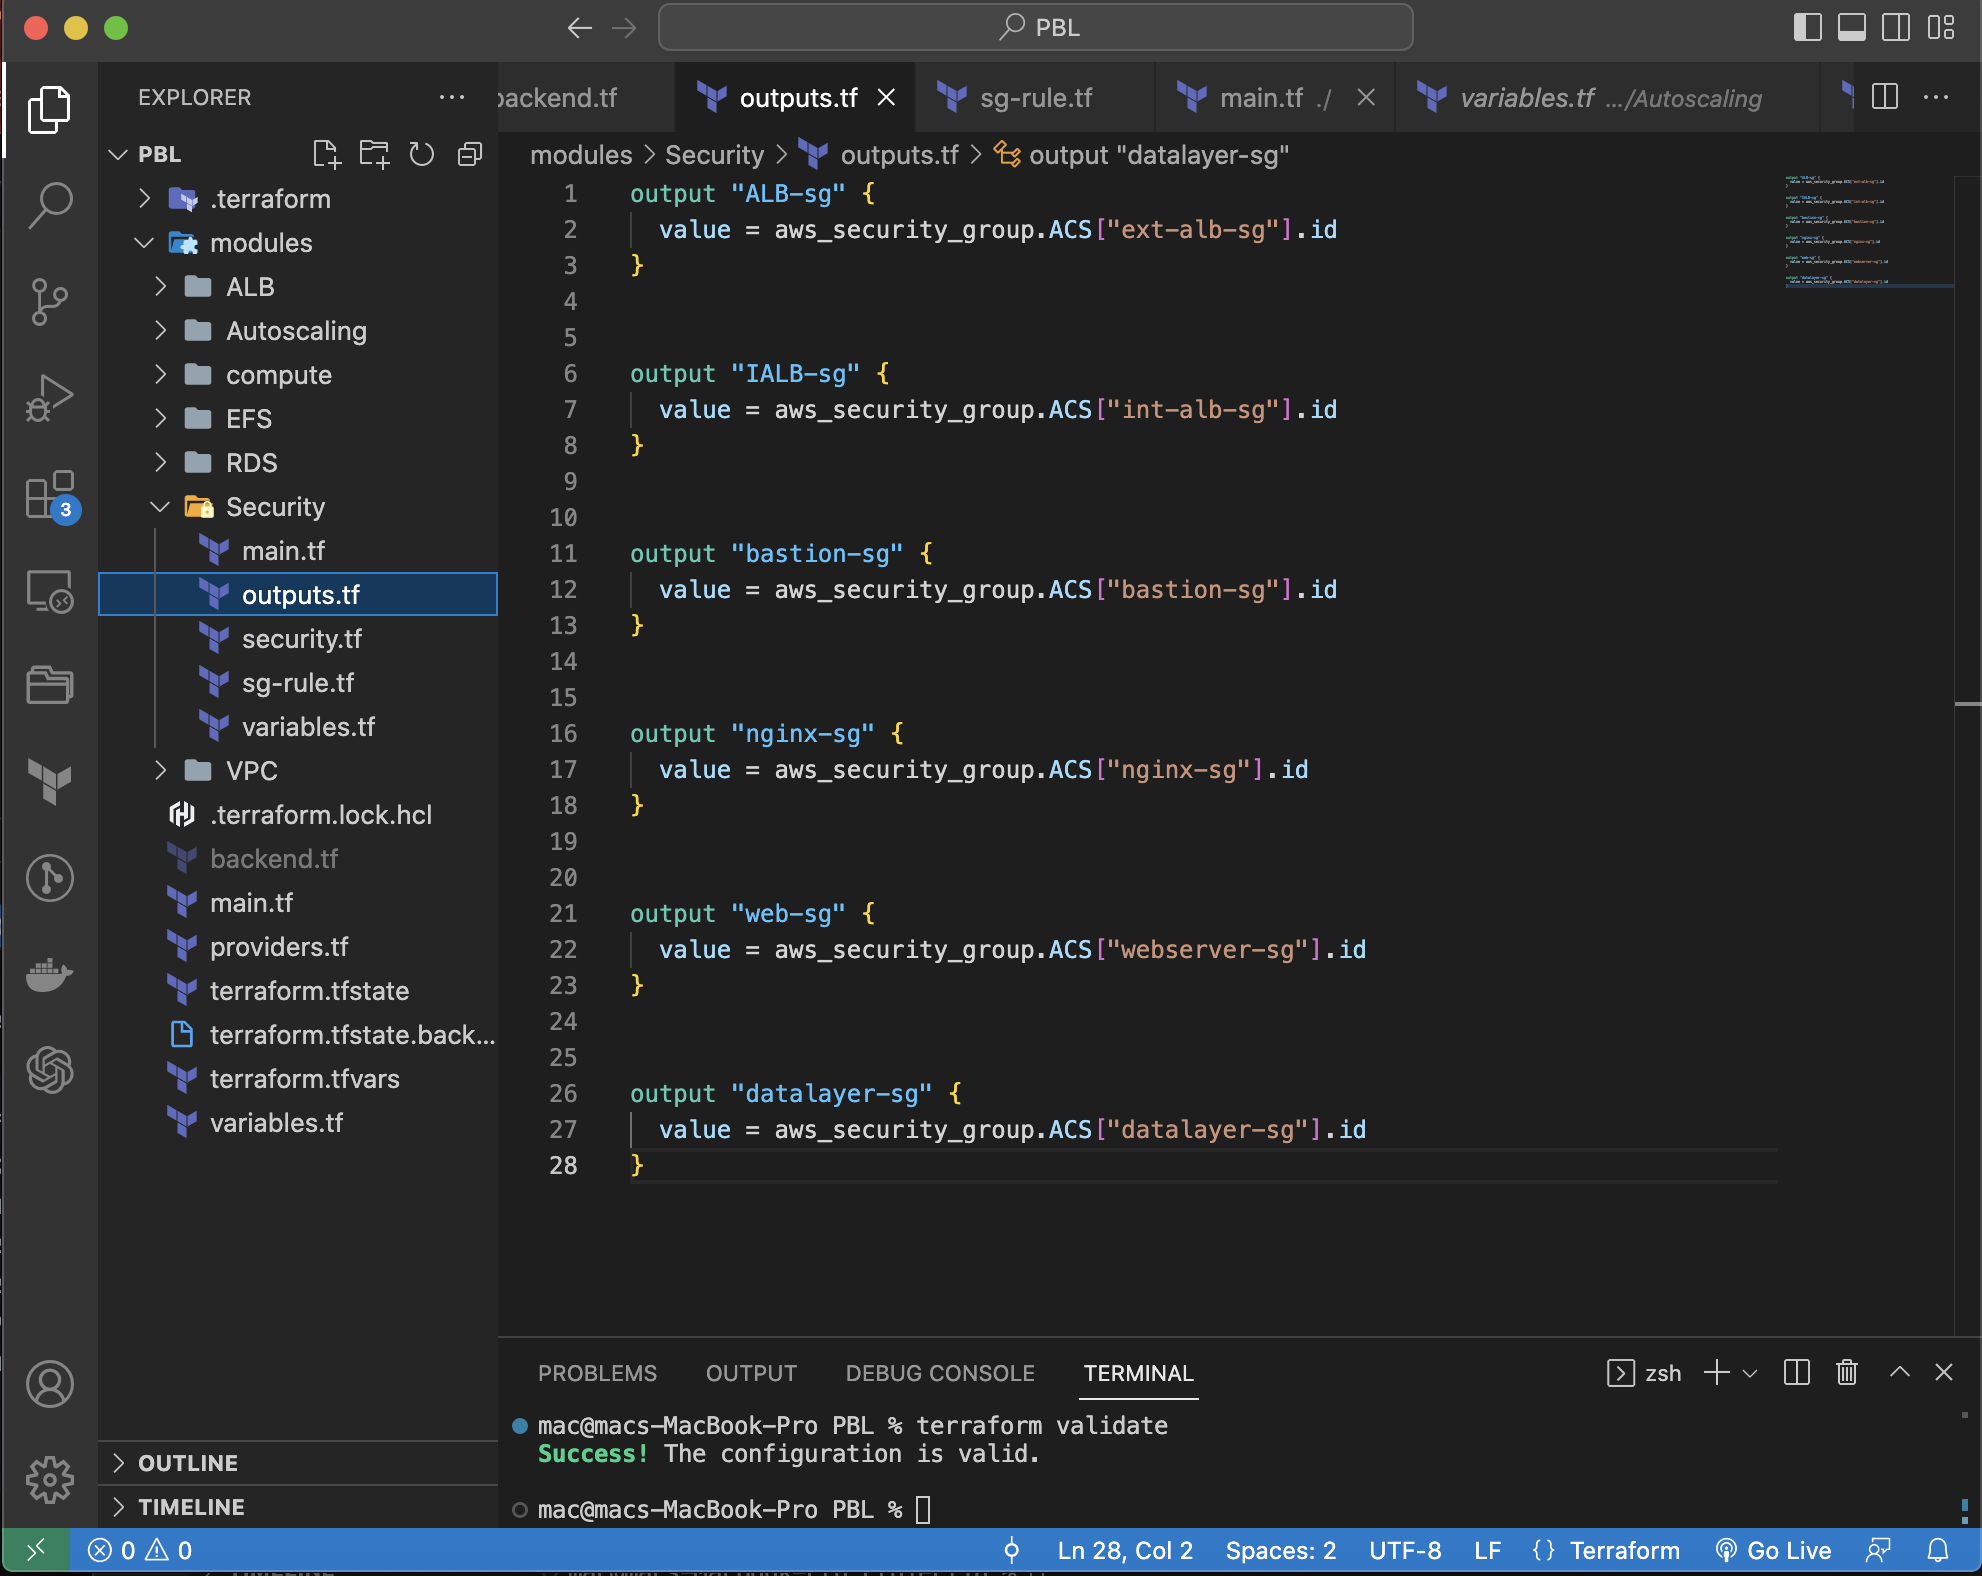 PBL
EXPLORER
backend.tf
outputs.tf
sg-rule.tf
main.tf ./
variables.tf .../Autoscaling
PBL
.terraform
modules
ALB
Autoscaling
compute
EFS
RDS
Security
main.tf
outputs.tf
security.tf
sg-rule.tf
variables.tf
VPC
.terraform.lock.hcl
backend.tf
main.tf
providers.tf
terraform.tfstate
terraform.tfstate.back...
terraform.tfvars
variables.tf
3
OUTLINE
TIMELINE
modules > Security > outputs.tf > output "datalayer-sg"
1 output "ALB-sg" {
2 value = aws_security_group.ACS["ext-alb-sg"].id
3 }
4
5
6 output "IALB-sg" {
7 value = aws_security_group.ACS["int-alb-sg"].id
8 }
9
10
11 output "bastion-sg" {
12 value = aws_security_group.ACS["bastion-sg"].id
13 }
14
15
16 output "nginx-sg" {
17 value = aws_security_group.ACS["nginx-sg"].id
18 }
19
20
21 output "web-sg" {
22 value = aws_security_group.ACS["webserver-sg"].id
23 }
24
25
26 output "datalayer-sg" {
27 value = aws_security_group.ACS["datalayer-sg"].id
28 }
PROBLEMS OUTPUT DEBUG CONSOLE TERMINAL
zsh
mac@macs-MacBook-Pro PBL % terraform validate
Success! The configuration is valid.
mac@macs-MacBook-Pro PBL %
0 0
Ln 28, Col 2 Spaces: 2 UTF-8 LF {} Terraform Go Live